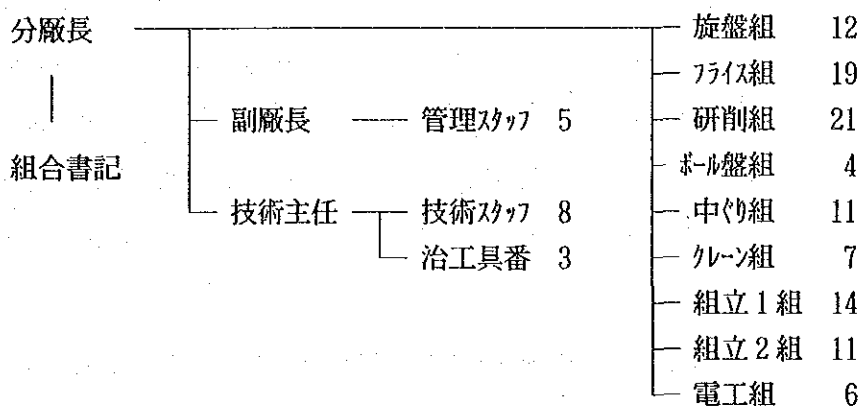 分厰長
旋盤組 12
フライス組 19
副厰長
管理スタッフ 5
研削組 21
組合書記
ボール盤組 4
技術主任
技術スタッフ 8
中ぐり組 11
治工具番 3
クレーン組 7
組立1組 14
組立2組 11
電工組 6